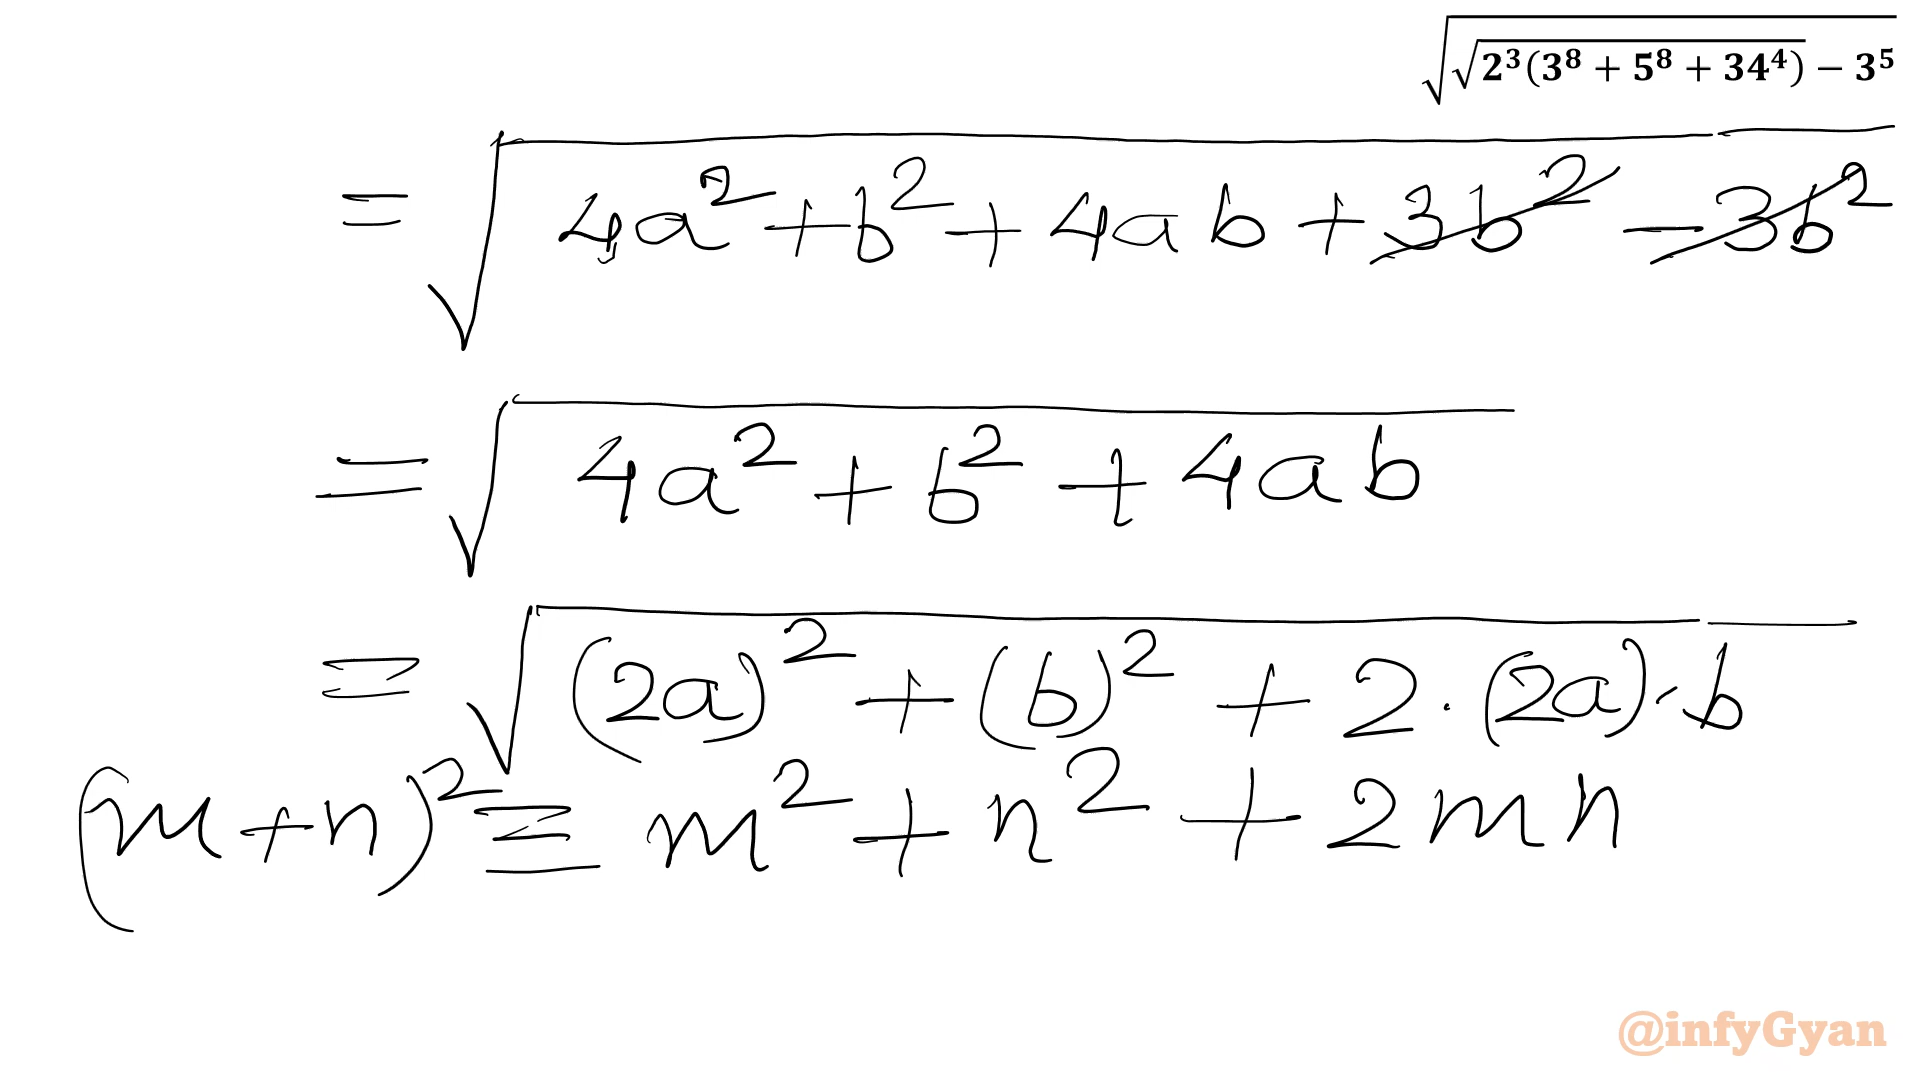 √(√(2³(3⁸ + 5⁸ + 34⁴)) − 3⁵)
= √(4a² + b² + 4ab + 3b² − 3b²)
= √(4a² + b² + 4ab)
= √((2a)² + (b)² + 2·(2a)·b)
(m+n)² ≡ m² + n² + 2mn
@infyGyan